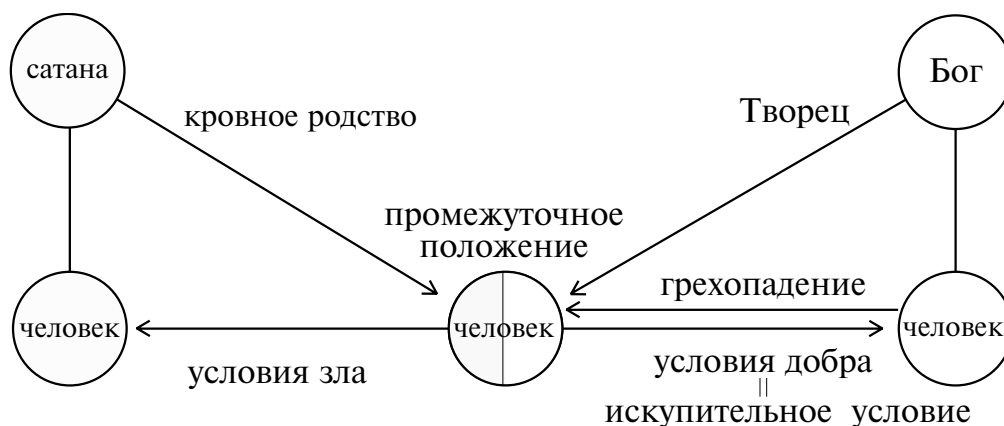 сатана
Бог
кровное родство
Творец
промежуточное
положение
грехопадение
человек
человек
человек
условия зла
условия добра
||
искупительное условие